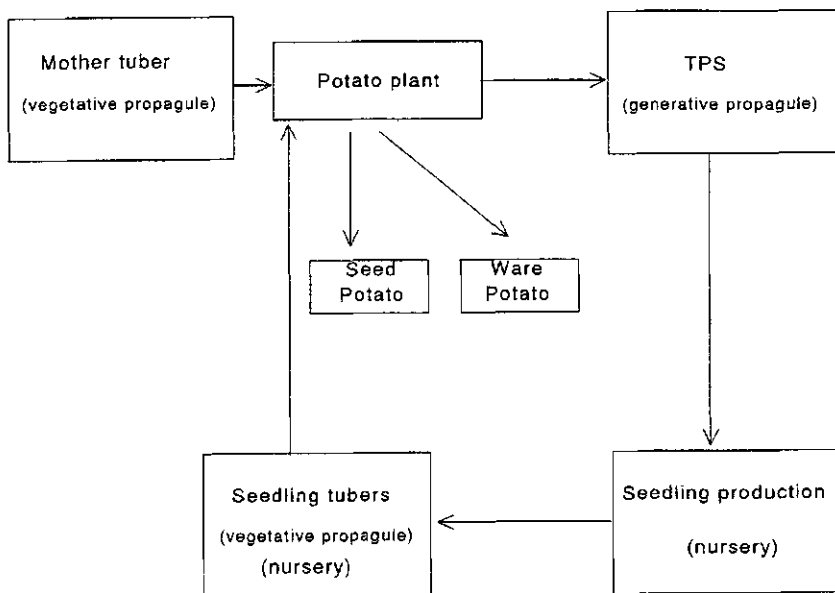 Mother tuber
(vegetative propagule)
Potato plant
TPS
(generative propagule)
Seed
Potato
Ware
Potato
Seedling tubers
(vegetative propagule)
(nursery)
Seedling production
(nursery)